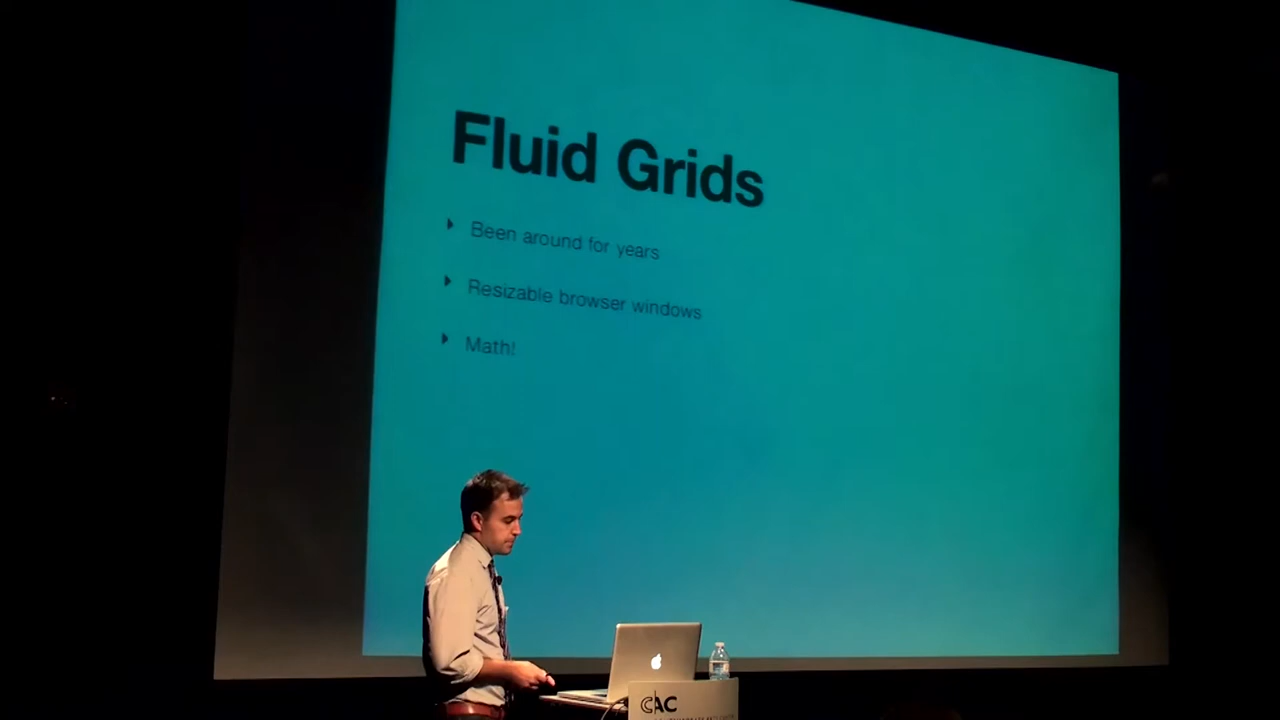 Fluid Grids
Been around for years
Resizable browser windows
Math!
CAC